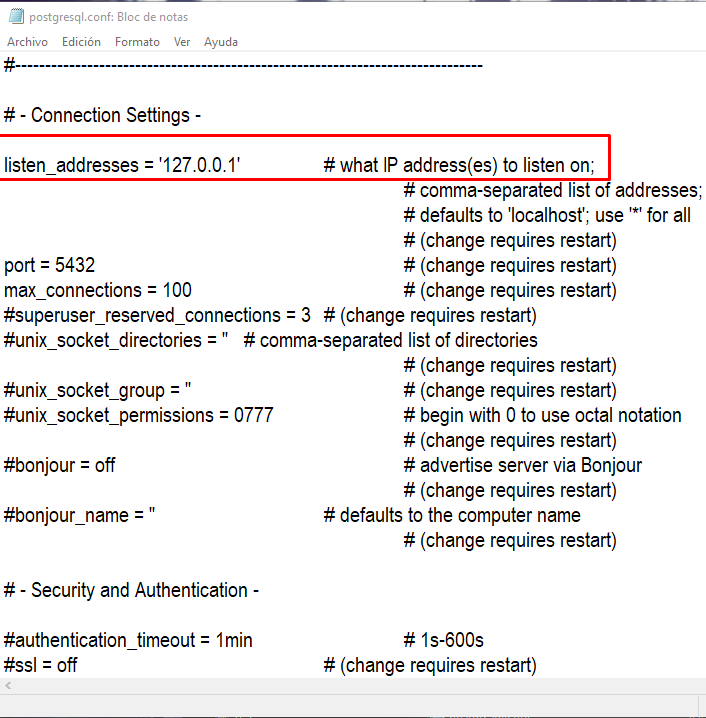 postgresql.conf: Bloc de notas
Archivo Edición Formato Ver Ayuda
#------------------------------------------------------------------------------
# - Connection Settings -
listen_addresses = '127.0.0.1' # what IP address(es) to listen on;
# comma-separated list of addresses;
# defaults to 'localhost'; use '*' for all
# (change requires restart)
port = 5432 # (change requires restart)
max_connections = 100 # (change requires restart)
#superuser_reserved_connections = 3 # (change requires restart)
#unix_socket_directories = '' # comma-separated list of directories
# (change requires restart)
#unix_socket_group = '' # (change requires restart)
#unix_socket_permissions = 0777 # begin with 0 to use octal notation
# (change requires restart)
#bonjour = off # advertise server via Bonjour
# (change requires restart)
#bonjour_name = '' # defaults to the computer name
# (change requires restart)
# - Security and Authentication -
#authentication_timeout = 1min # 1s-600s
#ssl = off # (change requires restart)